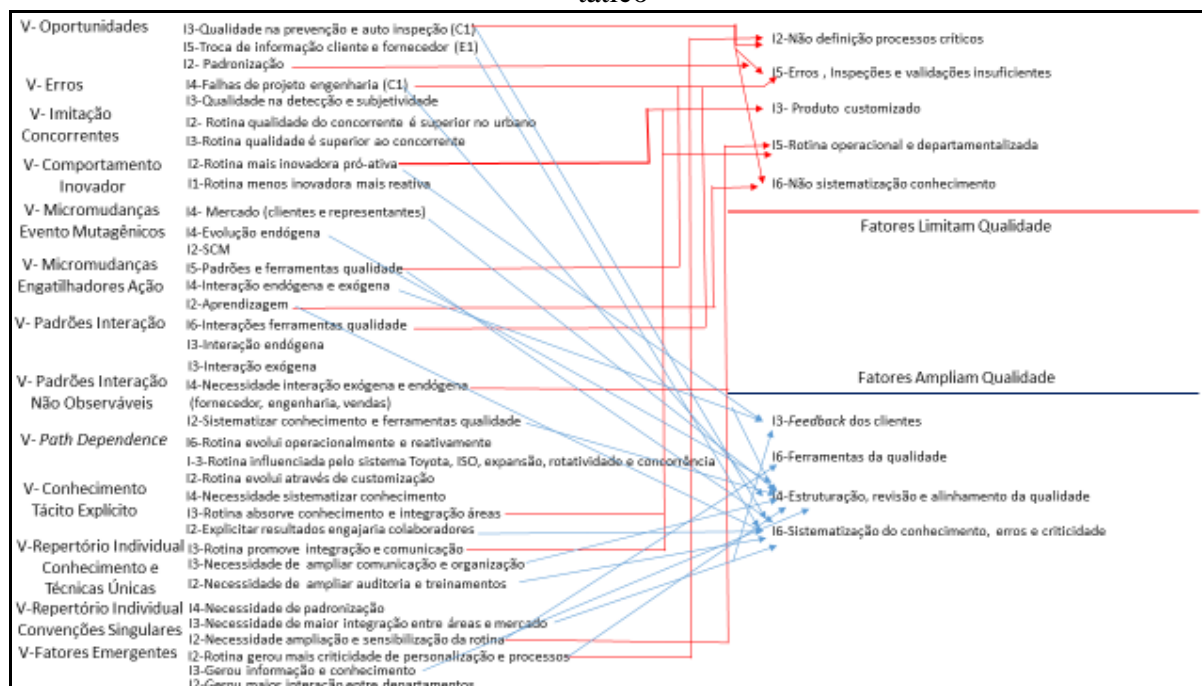 tático
V- Oportunidades
I3-Qualidade na prevenção e auto inspeção (C1)
I5-Troca de informação cliente e fornecedor (E1)
I2- Padronização
V- Erros
I4-Falhas de projeto engenharia (C1)
I3-Qualidade na detecção e subjetividade
V- Imitação
Concorrentes
I2- Rotina qualidade do concorrente é superior no urbano
I3-Rotina qualidade é superior ao concorrente
V- Comportamento
Inovador
I2-Rotina mais inovadora pró-ativa
I1-Rotina menos inovadora mais reativa
V- Micromudanças
Evento Mutagênicos
I4- Mercado (clientes e representantes)
I4-Evolução endógena
I2-SCM
V- Micromudanças
Engatilhadores Ação
I5-Padrões e ferramentas qualidade
I4-Interação endógena e exógena
I2-Aprendizagem
V- Padrões Interação
I6-Interações ferramentas qualidade
I3-Interação endógena
I3-Interação exógena
V- Padrões Interação
Não Observáveis
I4-Necessidade interação exógena e endógena
(fornecedor, engenharia, vendas)
I2-Sistematizar conhecimento e ferramentas qualidade
V- Path Dependence
I6-Rotina evolui operacionalmente e reativamente
I-3-Rotina influenciada pelo sistema Toyota, ISO, expansão, rotatividade e concorrência
I2-Rotina evolui através de customização
V- Conhecimento
Tácito Explícito
I4-Necessidade sistematizar conhecimento
I3-Rotina absorve conhecimento e integração áreas
I2-Explicitar resultados engajaria colaboradores
V-Repertório Individual
Conhecimento e
Técnicas Únicas
I3-Rotina promove integração e comunicação
I3-Necessidade de ampliar comunicação e organização
I2-Necessidade de ampliar auditoria e treinamentos
V-Repertório Individual
Convenções Singulares
I4-Necessidade de padronização
I3-Necessidade de maior integração entre áreas e mercado
I2-Necessidade ampliação e sensibilização da rotina
V-Fatores Emergentes
I2-Rotina gerou mais criticidade de personalização e processos
I3-Gerou informação e conhecimento
I2-Gerou maior interação entre departamentos
I2-Não definição processos críticos
I5-Erros , Inspeções e validações insuficientes
I3- Produto customizado
I5-Rotina operacional e departamentalizada
I6-Não sistematização conhecimento
Fatores Limitam Qualidade
Fatores Ampliam Qualidade
I3-Feedback dos clientes
I6-Ferramentas da qualidade
I4-Estruturação, revisão e alinhamento da qualidade
I6-Sistematização do conhecimento, erros e criticidade